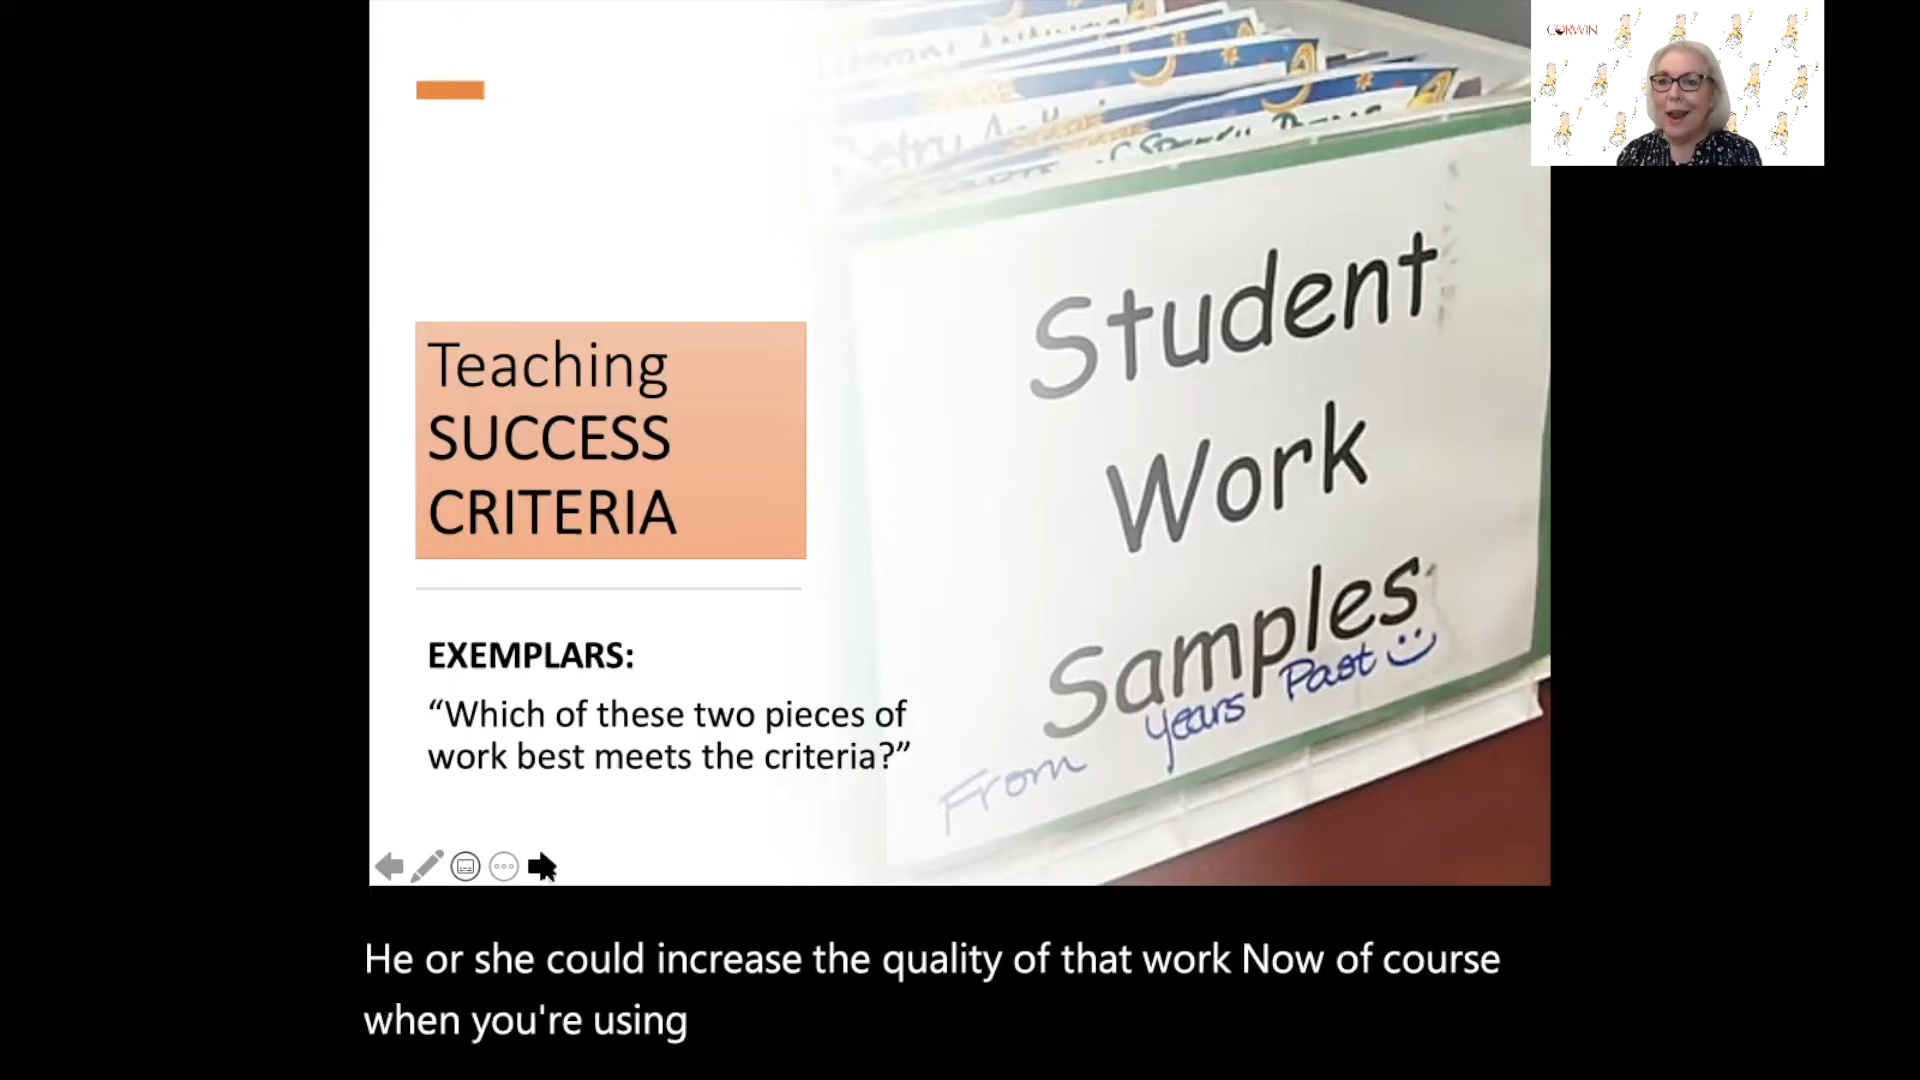 CORWIN
Teaching
SUCCESS
CRITERIA
EXEMPLARS:
“Which of these two pieces of
work best meets the criteria?”
Student
Work
Samples
From Years Past
He or she could increase the quality of that work Now of course
when you're using